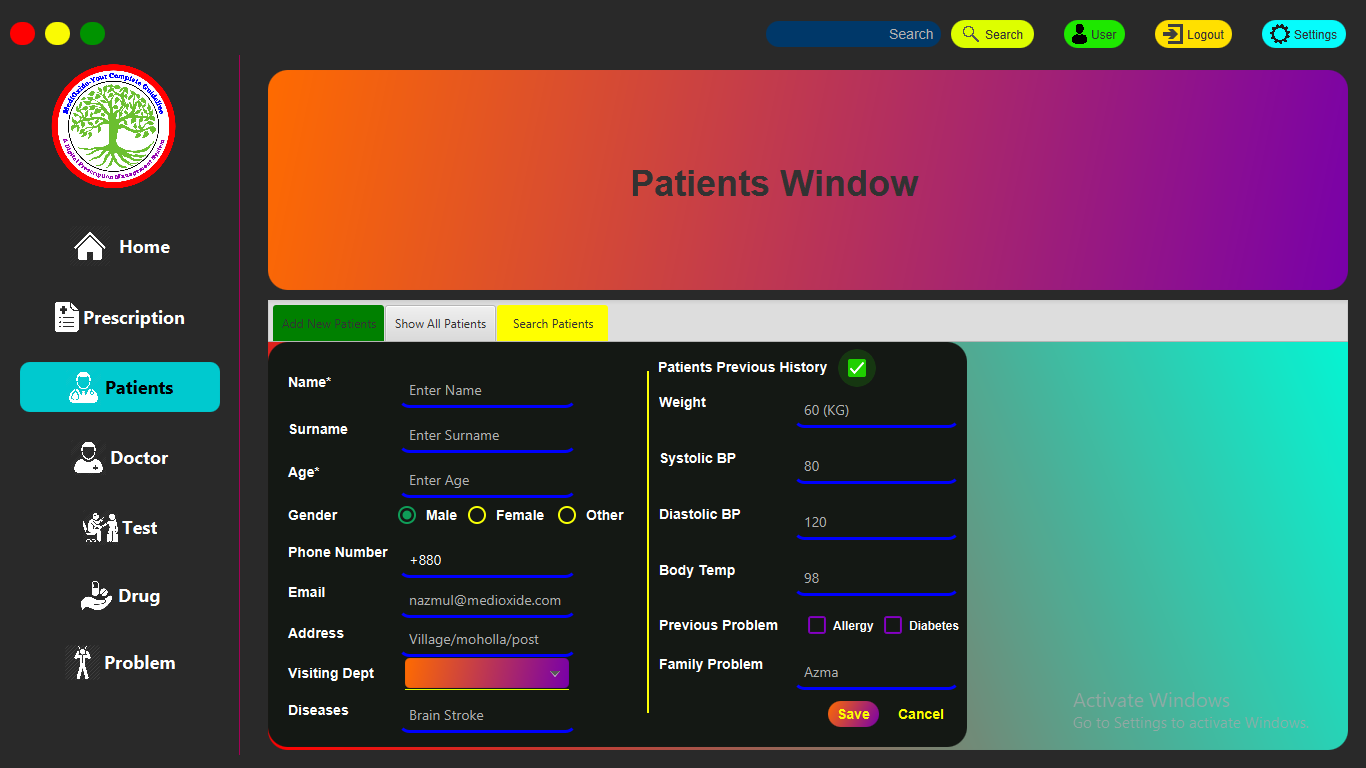 Search
Search
User
Logout
Settings
MediOxide-Your Complete Guideline
A Digital Prescription Management System
Home
Prescription
Patients
Doctor
Test
Drug
Problem
Patients Window
Add New Patients
Show All Patients
Search Patients
Name*
Enter Name
Surname
Enter Surname
Age*
Enter Age
Gender
Male
Female
Other
Phone Number
+880
Email
nazmul@medioxide.com
Address
Village/moholla/post
Visiting Dept
Diseases
Brain Stroke
Patients Previous History
Weight
60 (KG)
Systolic BP
80
Diastolic BP
120
Body Temp
98
Previous Problem
Allergy
Diabetes
Family Problem
Azma
Save
Cancel
Activate Windows
Go to Settings to activate Windows.